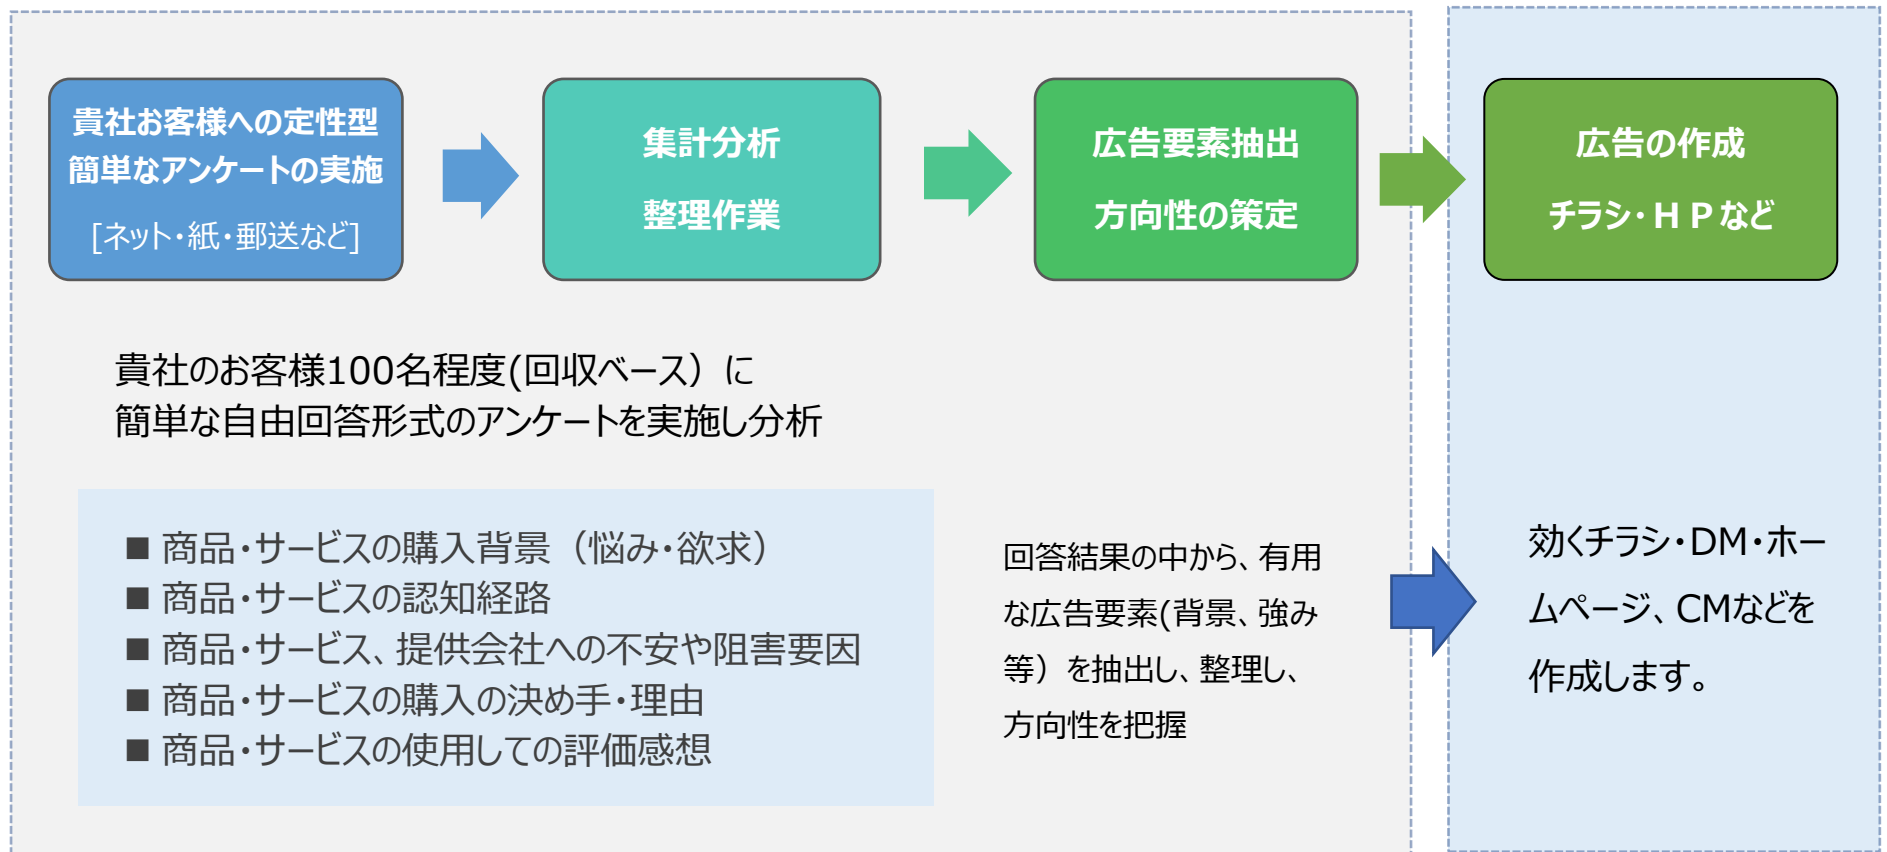 貴社お客様への定性型
簡単なアンケートの実施
[ネット・紙・郵送など]
集計分析
整理作業
広告要素抽出
方向性の策定
広告の作成
チラシ・ＨＰなど
貴社のお客様100名程度(回収ベース）に
簡単な自由回答形式のアンケートを実施し分析
■ 商品・サービスの購入背景（悩み・欲求）
■ 商品・サービスの認知経路
■ 商品・サービス、提供会社への不安や阻害要因
■ 商品・サービスの購入の決め手・理由
■ 商品・サービスの使用しての評価感想
回答結果の中から、有用
な広告要素(背景、強み
等）を抽出し、整理し、
方向性を把握
効くチラシ・DM・ホー
ムページ、CMなどを
作成します。